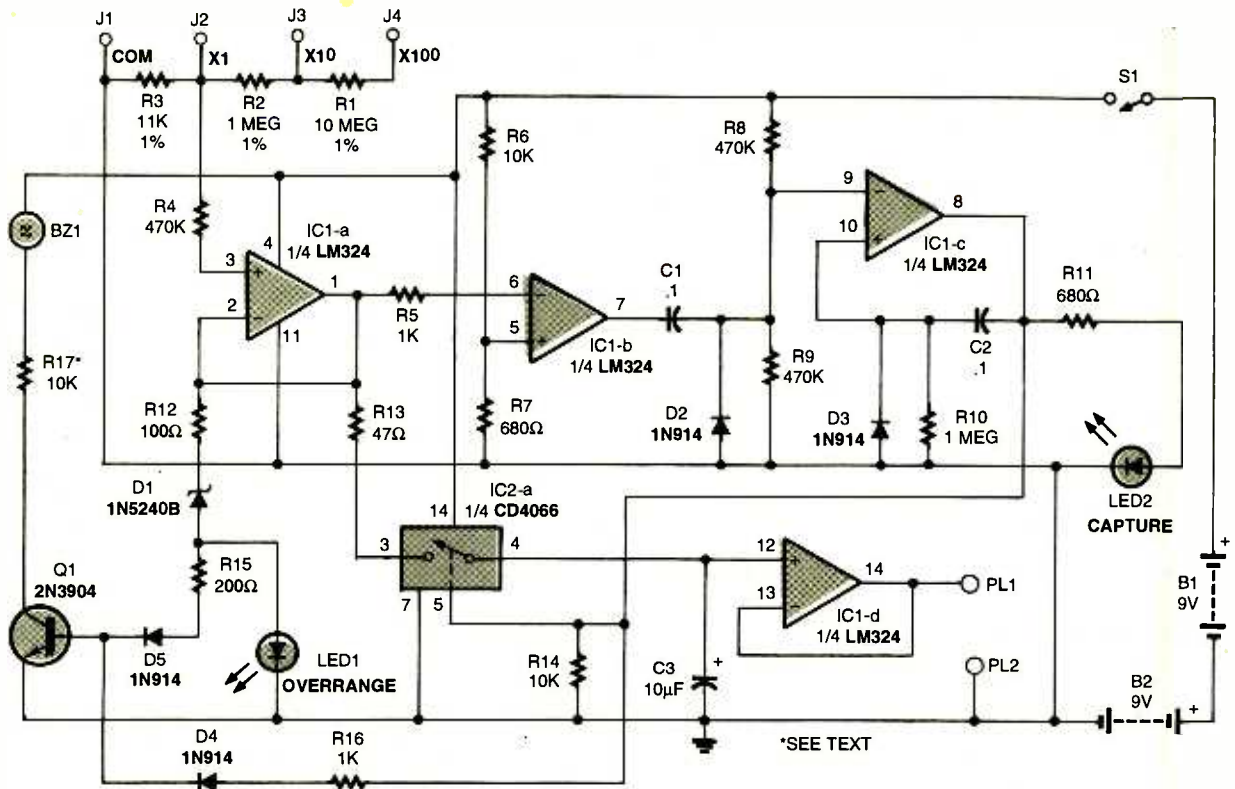 J1
COM
J2
X1
J3
X10
J4
X100
R3
11K
1%
R2
1 MEG
1%
R1
10 MEG
1%
S1
R6
10K
R8
470K
BZ1
R4
470K
IC1-a
1/4 LM324
4
3
+
2
−
1
11
R5
1K
6
−
5
+
7
IC1-b
1/4 LM324
C1
.1
9
−
10
+
8
IC1-c
1/4 LM324
R11
680Ω
R17*
10K
R12
100Ω
R13
47Ω
R7
680Ω
R9
470K
D2
1N914
D3
1N914
R10
1 MEG
C2
.1
D1
1N5240B
IC2-a
1/4 CD4066
14
3
4
7
5
LED2
CAPTURE
Q1
2N3904
R15
200Ω
D5
1N914
LED1
OVERRANGE
R14
10K
C3
10µF
+
12
+
13
−
14
IC1-d
1/4 LM324
PL1
PL2
+
B1
9V
B2
9V
+
D4
1N914
R16
1K
*SEE TEXT